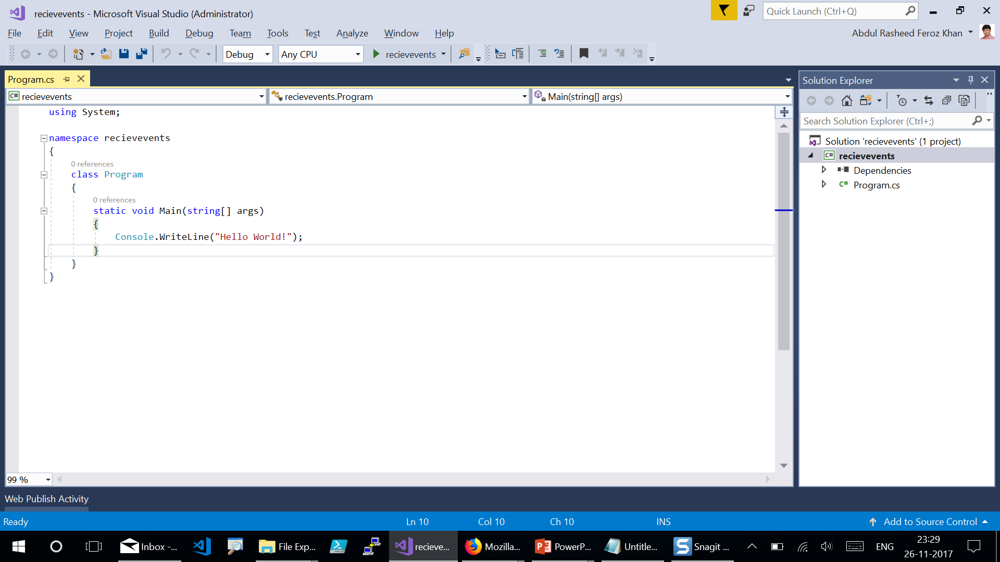 recievevents - Microsoft Visual Studio (Administrator)
Quick Launch (Ctrl+Q)
File Edit View Project Build Debug Team Tools Test Analyze Window Help
Abdul Rasheed Feroz Khan
Debug Any CPU recievevents
Program.cs
recievevents
recievevents.Program
Main(string[] args)
using System;
namespace recievevents
{
0 references
class Program
{
0 references
static void Main(string[] args)
{
Console.WriteLine("Hello World!");
}
}
}
99 %
Solution Explorer
Search Solution Explorer (Ctrl+;)
Solution 'recievevents' (1 project)
C# recievevents
Dependencies
C# Program.cs
Web Publish Activity
Ready Ln 10 Col 10 Ch 10 INS Add to Source Control
Inbox -... File Exp... recieve... Mozilla... PowerP... Untitle... Snagit ... ENG
23:29
26-11-2017